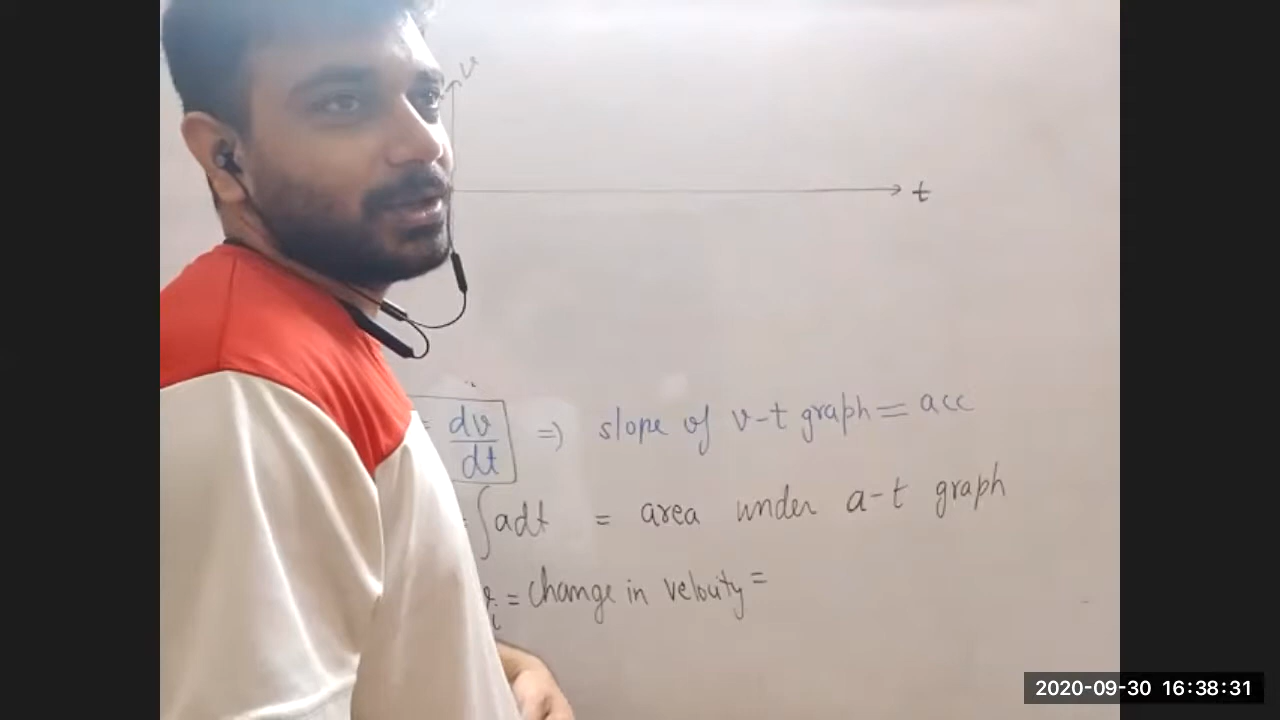 v
t
= dv/dt ⇒ slope of v-t graph = acc
= ∫adt = area under a-t graph
i = change in velocity =
2020-09-30 16:38:31